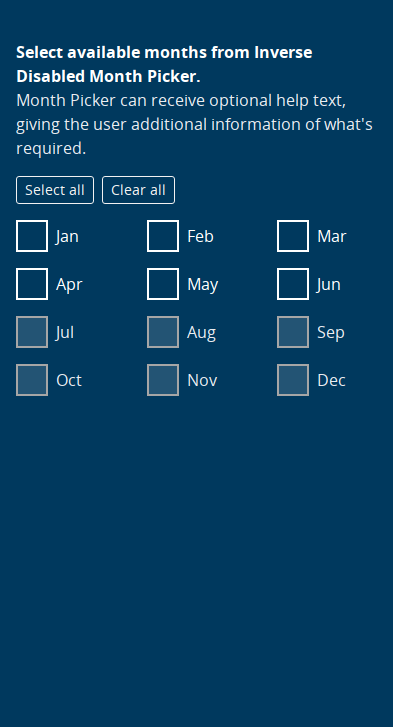 Select available months from Inverse
Disabled Month Picker.
Month Picker can receive optional help text,
giving the user additional information of what's
required.
Select all Clear all
Jan Feb Mar
Apr May Jun
Jul Aug Sep
Oct Nov Dec